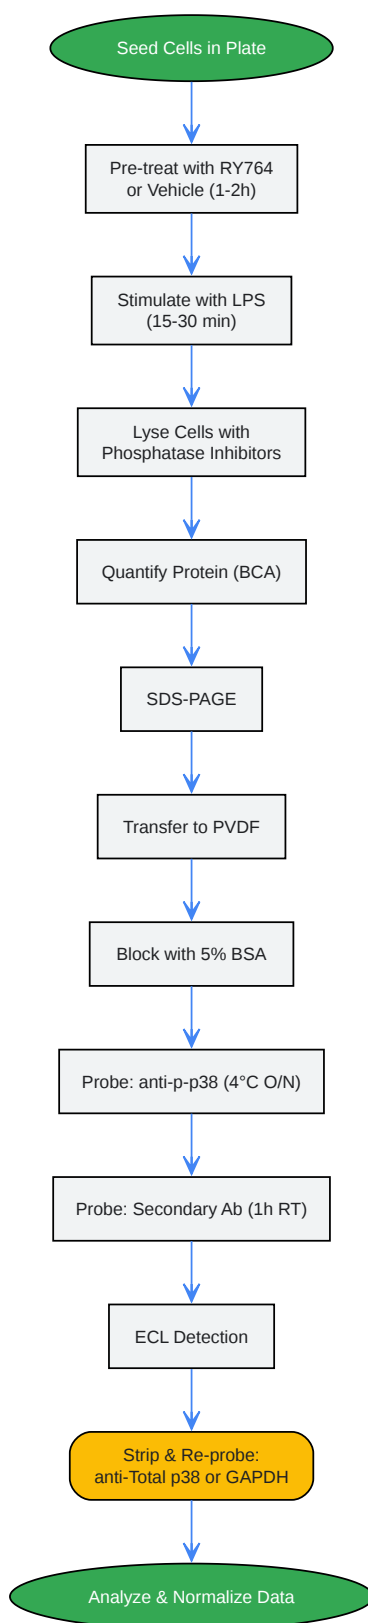 Seed Cells in Plate
Pre-treat with RY764
or Vehicle (1-2h)
Stimulate with LPS
(15-30 min)
Lyse Cells with
Phosphatase Inhibitors
Quantify Protein (BCA)
SDS-PAGE
Transfer to PVDF
Block with 5% BSA
Probe: anti-p-p38 (4°C O/N)
Probe: Secondary Ab (1h RT)
ECL Detection
Strip & Re-probe:
anti-Total p38 or GAPDH
Analyze & Normalize Data